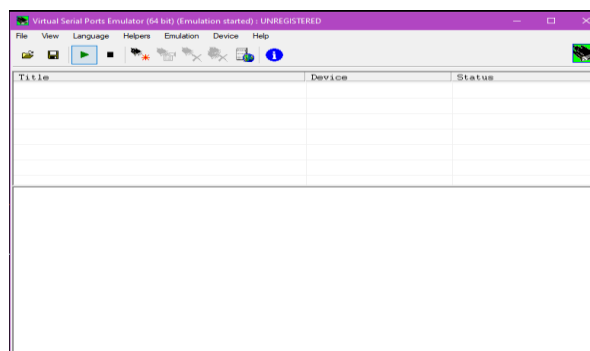 Virtual Serial Ports Emulator (64 bit) (Emulation started) : UNREGISTERED
File View Language Helpers Emulation Device Help
Title Device Status